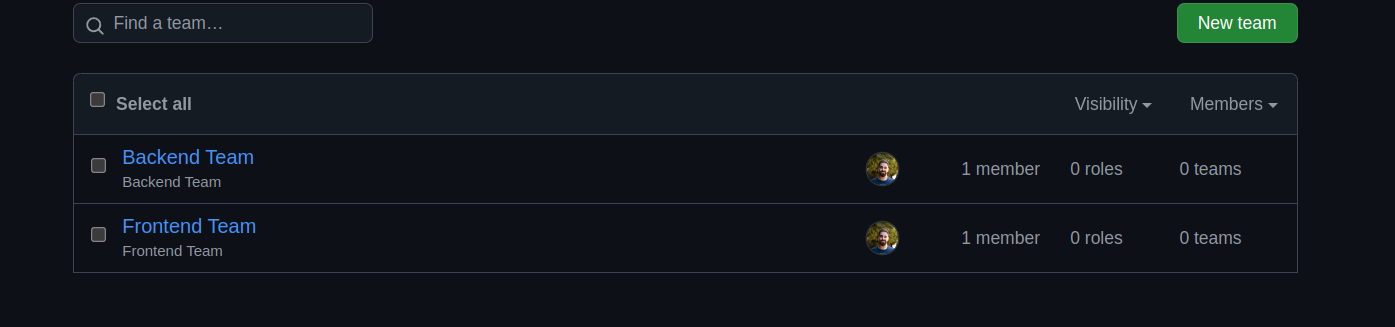 Find a team…
New team
Select all
Visibility
Members
Backend Team
Backend Team
1 member
0 roles
0 teams
Frontend Team
Frontend Team
1 member
0 roles
0 teams